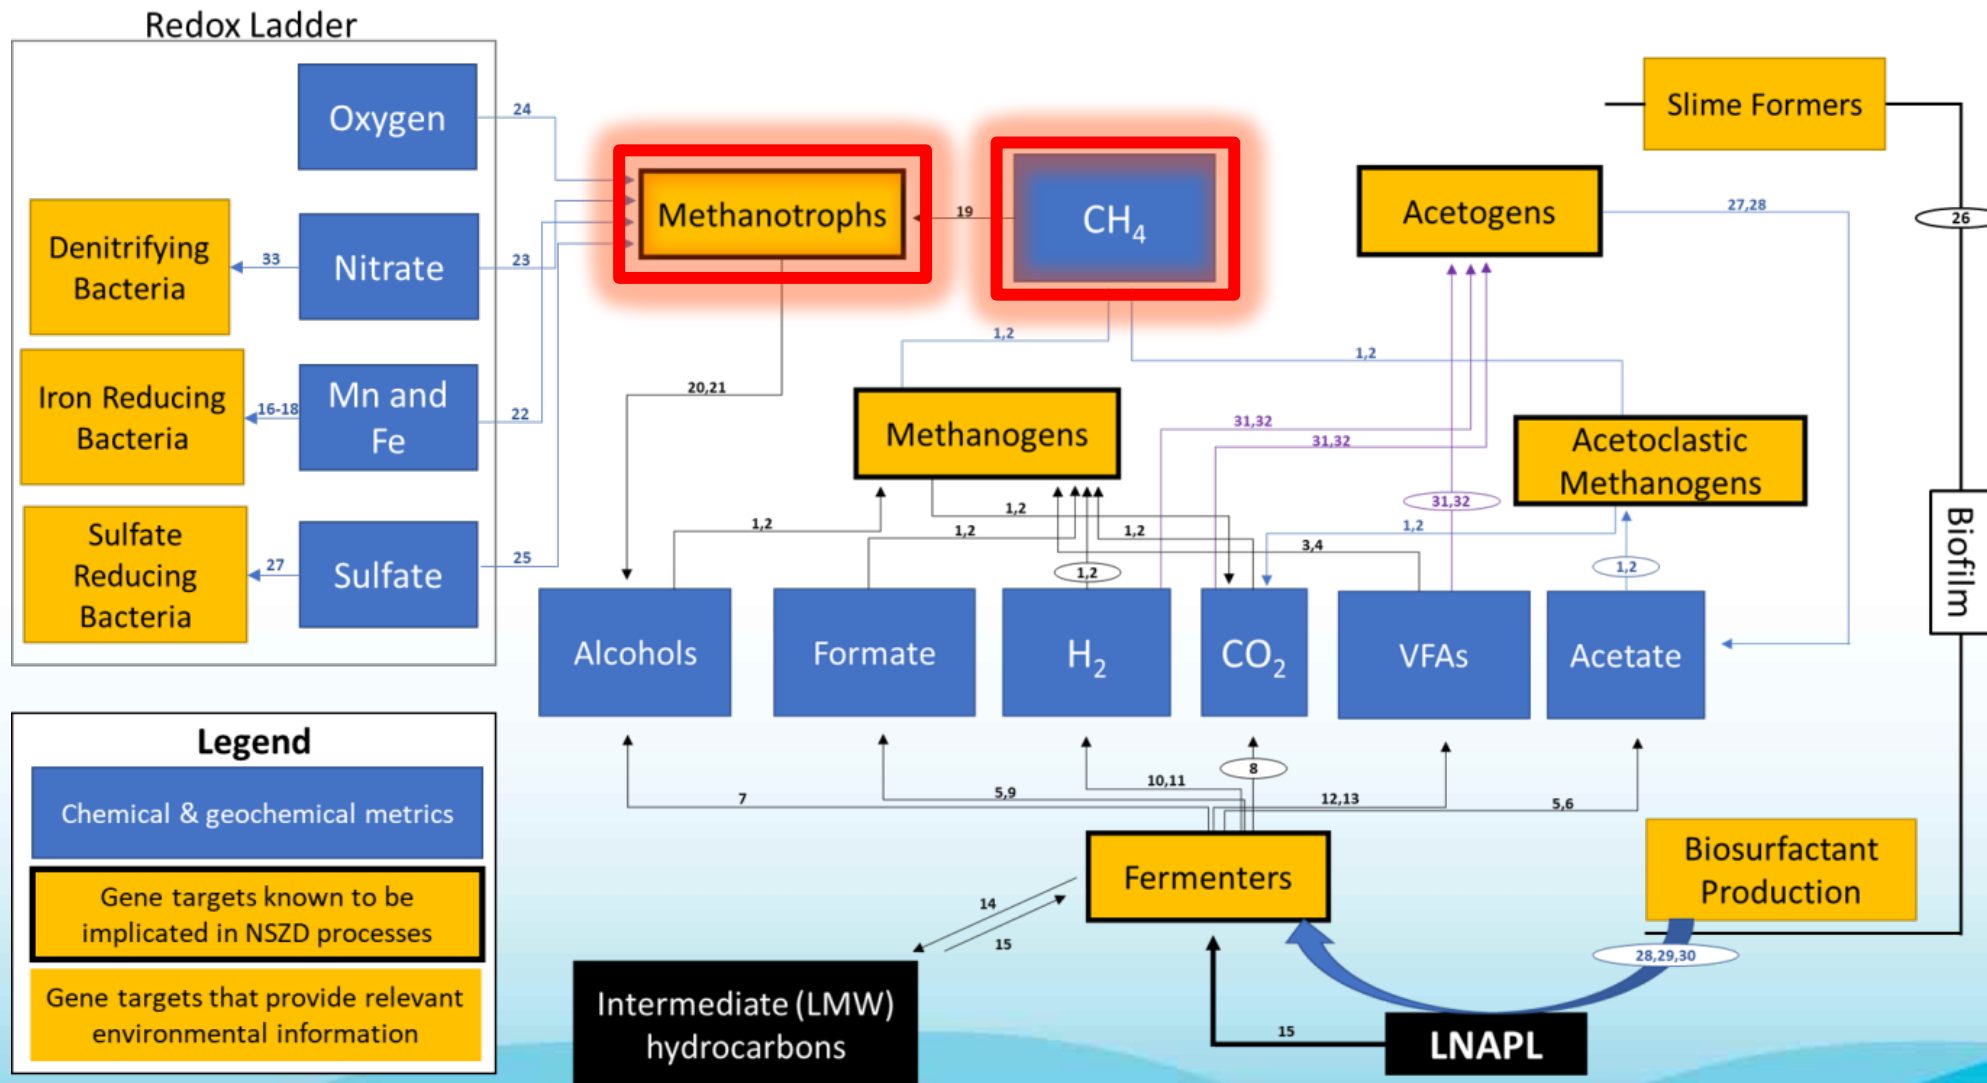 Redox Ladder
Oxygen
24
Denitrifying
Bacteria
33
Nitrate
23
Iron Reducing
Bacteria
16-18
Mn and
Fe
22
Sulfate
Reducing
Bacteria
27
Sulfate
25
Methanotrophs
19
CH4
Acetogens
27,28
Slime Formers
26
Biofilm
1,2
1,2
20,21
Methanogens
31,32
31,32
31,32
Acetoclastic
Methanogens
1,2
1,2
1,2
1,2
1,2
3,4
1,2
1,2
Alcohols
Formate
H2
CO2
VFAs
Acetate
7
5,9
10,11
8
12,13
5,6
Fermenters
Biosurfactant
Production
28,29,30
14
15
Intermediate (LMW)
hydrocarbons
15
LNAPL
Legend
Chemical & geochemical metrics
Gene targets known to be
implicated in NSZD processes
Gene targets that provide relevant
environmental information